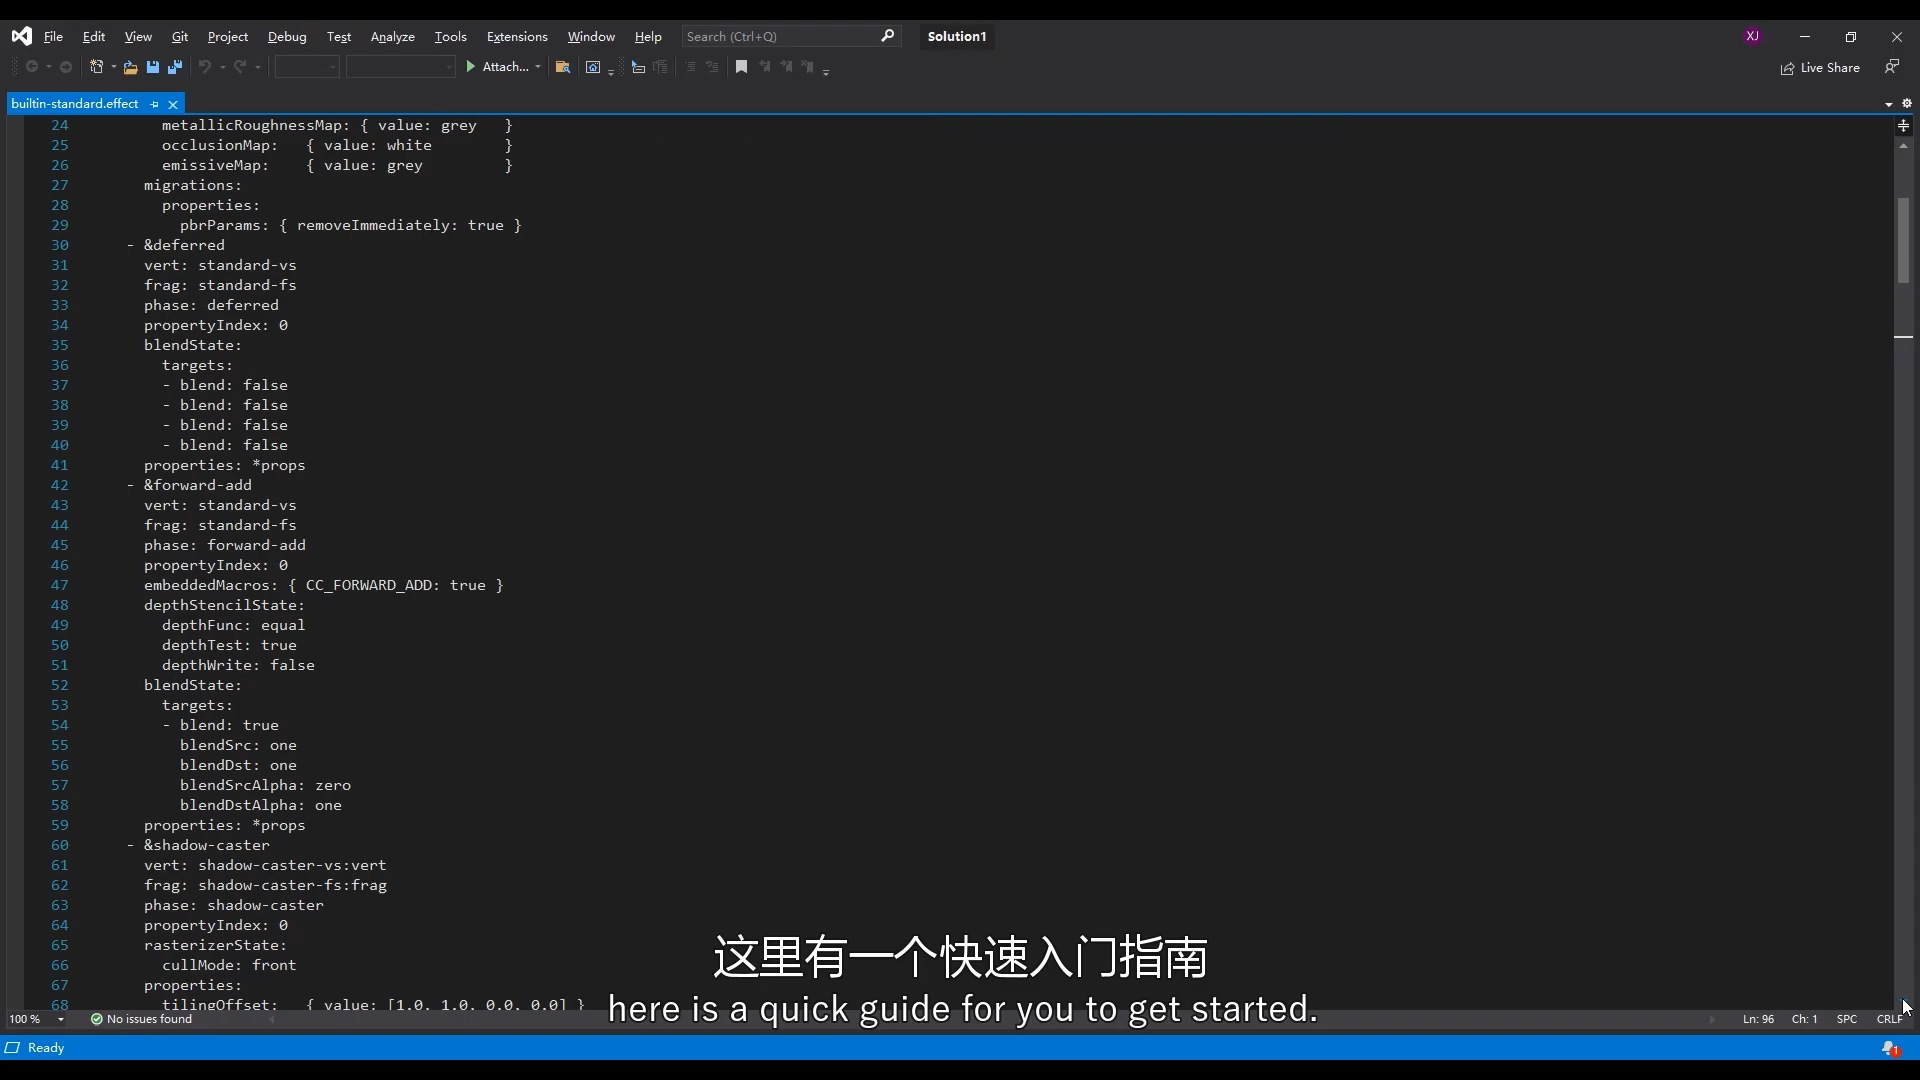 File Edit View Git Project Debug Test Analyze Tools Extensions Window Help Search (Ctrl+Q) Solution1 XJ
Attach... Live Share
builtin-standard.effect
24 metallicRoughnessMap: { value: grey }
25 occlusionMap: { value: white }
26 emissiveMap: { value: grey }
27 migrations:
28 properties:
29 pbrParams: { removeImmediately: true }
30 - &deferred
31 vert: standard-vs
32 frag: standard-fs
33 phase: deferred
34 propertyIndex: 0
35 blendState:
36 targets:
37 - blend: false
38 - blend: false
39 - blend: false
40 - blend: false
41 properties: *props
42 - &forward-add
43 vert: standard-vs
44 frag: standard-fs
45 phase: forward-add
46 propertyIndex: 0
47 embeddedMacros: { CC_FORWARD_ADD: true }
48 depthStencilState:
49 depthFunc: equal
50 depthTest: true
51 depthWrite: false
52 blendState:
53 targets:
54 - blend: true
55 blendSrc: one
56 blendDst: one
57 blendSrcAlpha: zero
58 blendDstAlpha: one
59 properties: *props
60 - &shadow-caster
61 vert: shadow-caster-vs:vert
62 frag: shadow-caster-fs:frag
63 phase: shadow-caster
64 propertyIndex: 0
65 rasterizerState:
66 cullMode: front
67 properties:
68 tilingOffset: { value: [1.0, 1.0, 0.0, 0.0] }
这里有一个快速入门指南
here is a quick guide for you to get started.
100 % No issues found Ln: 96 Ch: 1 SPC CRLF
Ready 1